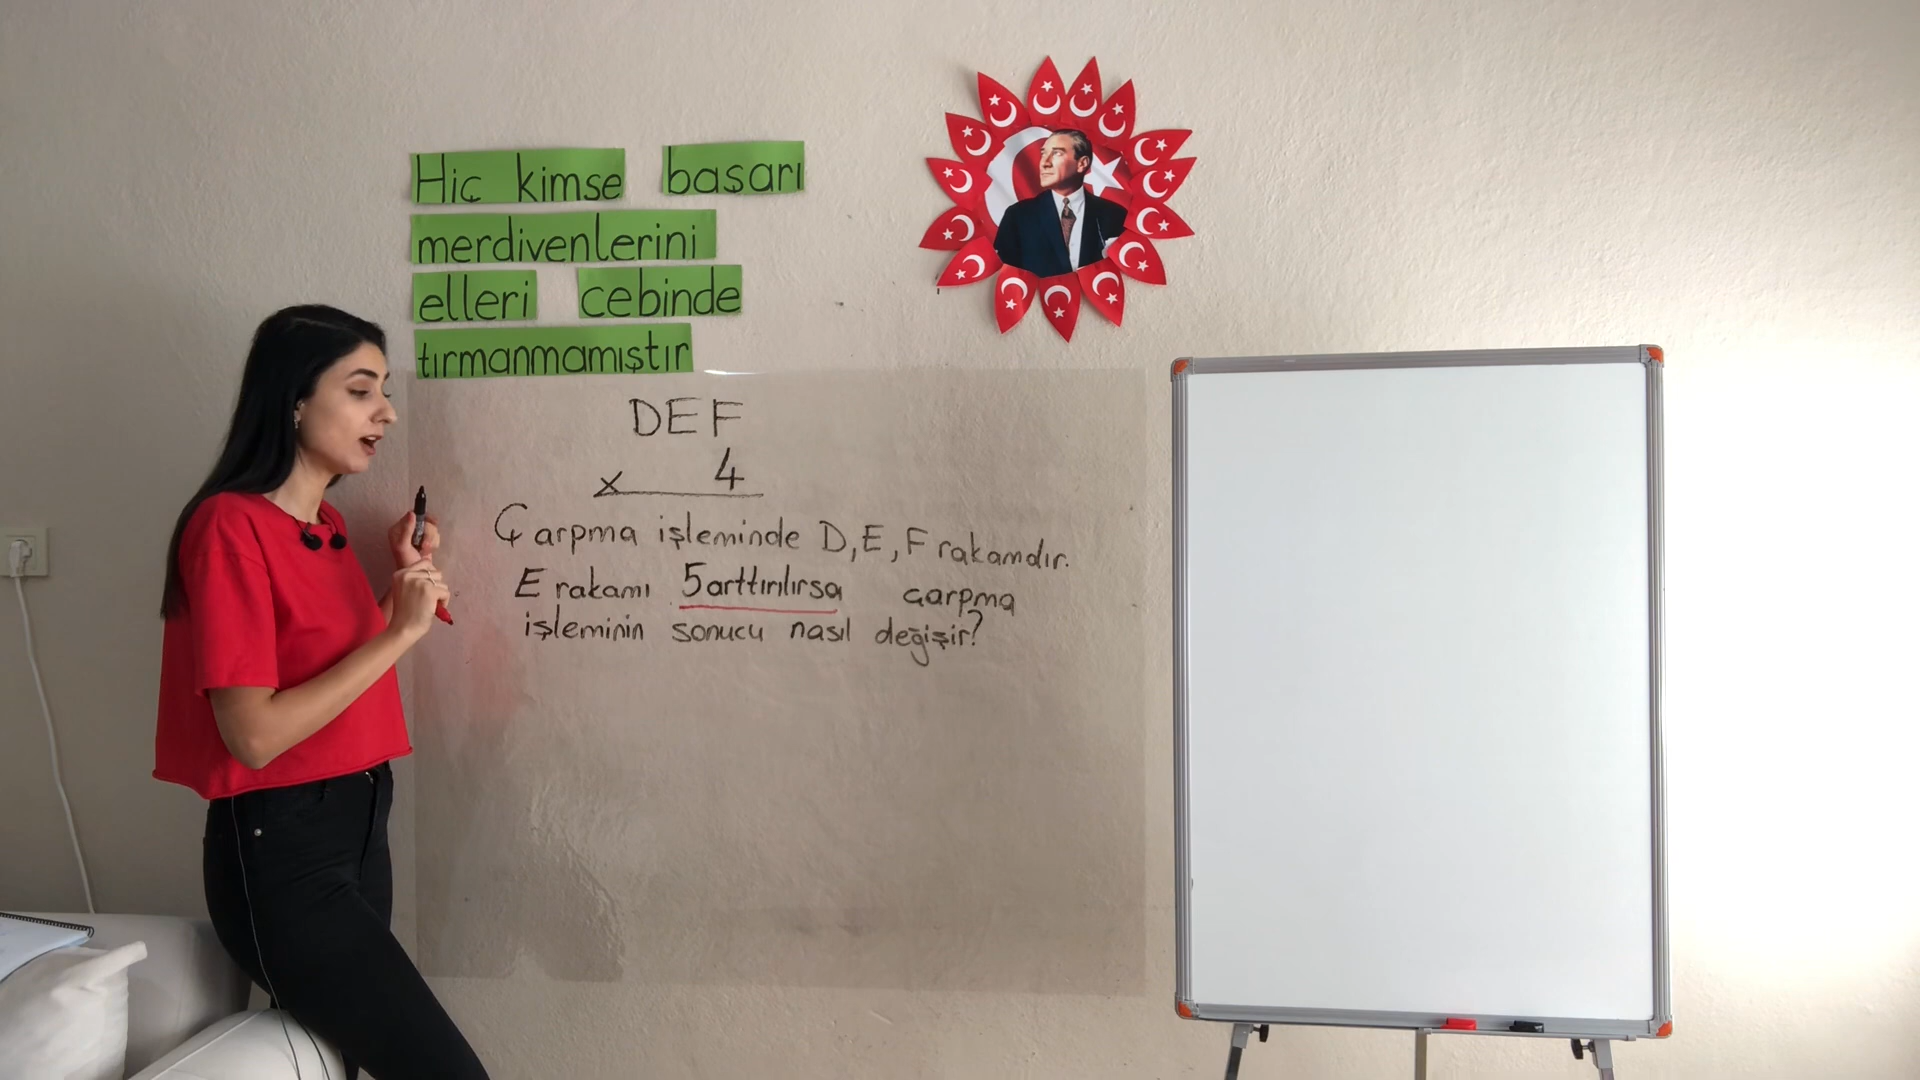 Hiç kimse başarı
merdivenlerini
elleri cebinde
tırmanmamıştır
DEF
x 4
Çarpma işleminde D, E, F rakamdır.
E rakamı 5 arttırılırsa çarpma
işleminin sonucu nasıl değişir?